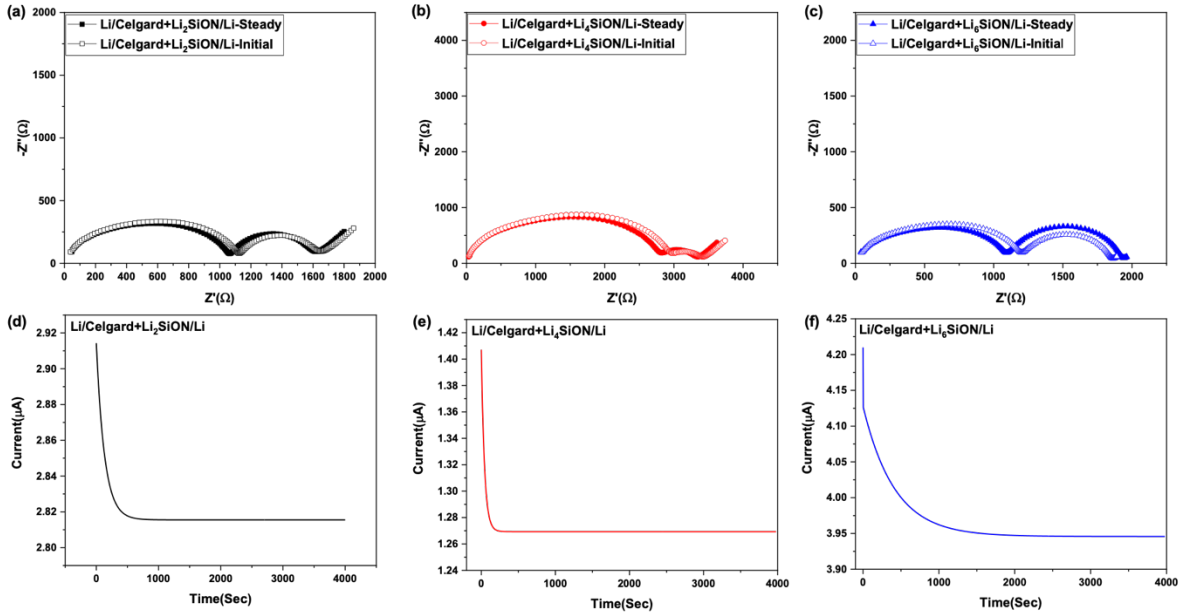 (a)
Li/Celgard+Li₂SiON/Li-Steady
Li/Celgard+Li₂SiON/Li-Initial
2000
1500
1000
500
0
-Z''(Ω)
0 200 400 600 800 1000 1200 1400 1600 1800 2000
Z'(Ω)
(b)
Li/Celgard+Li₄SiON/Li-Steady
Li/Celgard+Li₄SiON/Li-Initial
4000
3000
2000
1000
0
-Z''(Ω)
0 1000 2000 3000 4000
Z'(Ω)
(c)
Li/Celgard+Li₆SiON/Li-Steady
Li/Celgard+Li₆SiON/Li-Initial
2000
1500
1000
500
0
-Z''(Ω)
0 500 1000 1500 2000
Z'(Ω)
(d)
Li/Celgard+Li₂SiON/Li
2.92
2.90
2.88
2.86
2.84
2.82
2.80
Current(μA)
0 1000 2000 3000 4000
Time(Sec)
(e)
Li/Celgard+Li₄SiON/Li
1.42
1.40
1.38
1.36
1.34
1.32
1.30
1.28
1.26
1.24
Current(μA)
0 1000 2000 3000 4000
Time(Sec)
(f)
Li/Celgard+Li₆SiON/Li
4.25
4.20
4.15
4.10
4.05
4.00
3.95
3.90
Current(μA)
0 1000 2000 3000 4000
Time(Sec)